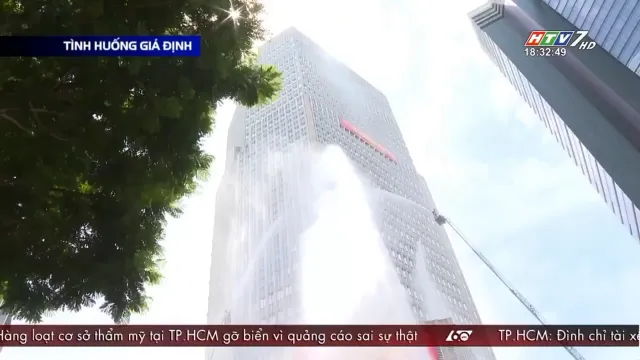 TÌNH HUỐNG GIẢ ĐỊNH
HTV7HD
18:32:49
Hàng loạt cơ sở thẩm mỹ tại TP.HCM gỡ biển vì quảng cáo sai sự thật
TP.HCM: Đình chỉ tài